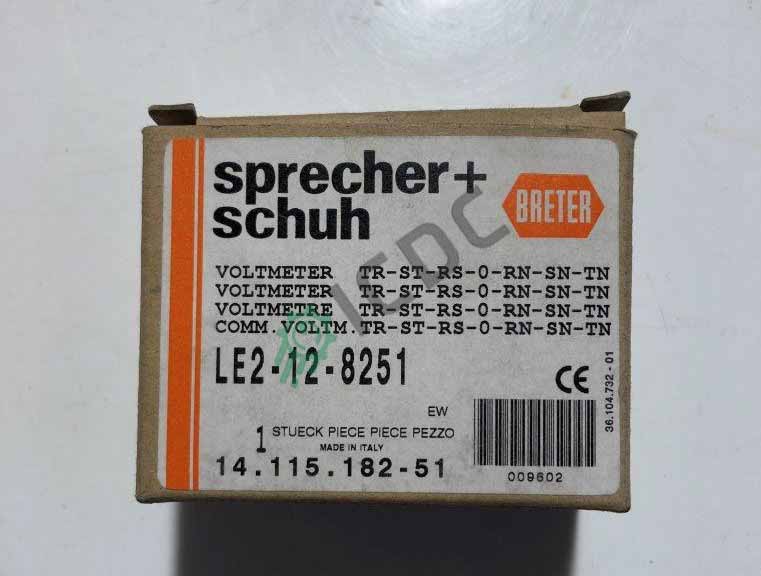 sprecher+
schuh
BRETER
VOLTMETER TR-ST-RS-0-RN-SN-TN
VOLTMETER TR-ST-RS-0-RN-SN-TN
VOLTMETRE TR-ST-RS-0-RN-SN-TN
COMM.VOLTM.TR-ST-RS-0-RN-SN-TN
LE2-12-8251
CE
36.104.732-01
EW
1 STUECK PIECE PIECE PEZZO
MADE IN ITALY
14.115.182-51
009602
ICDC